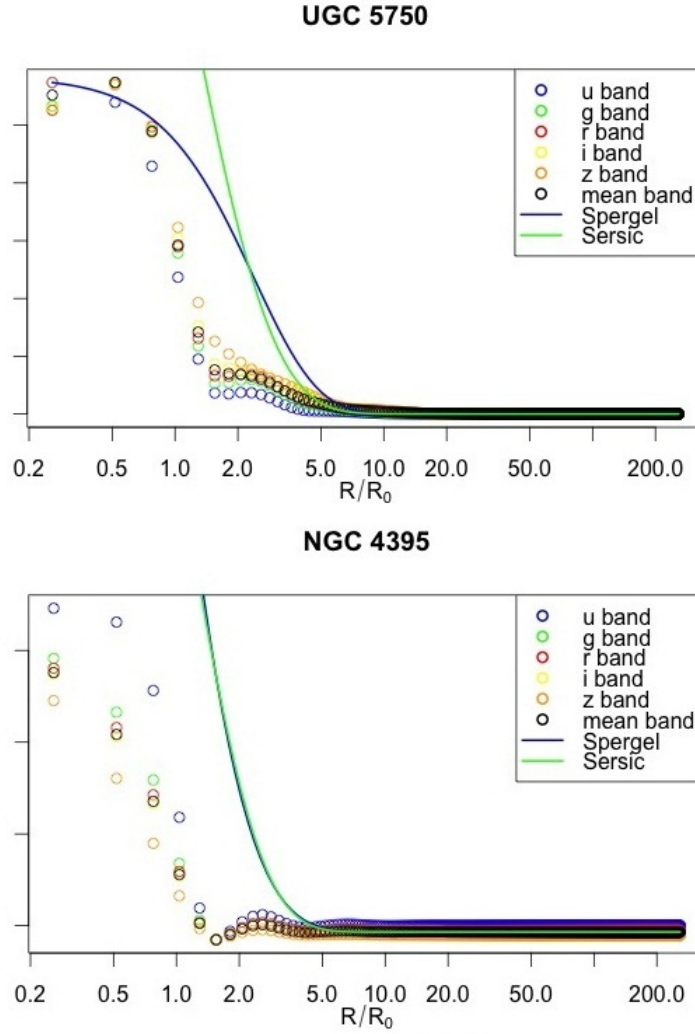 UGC 5750
u band
g band
r band
i band
z band
mean band
Spergel
Sersic
0.2 0.5 1.0 2.0 5.0 10.0 20.0 50.0 200.0
R/R₀
NGC 4395
u band
g band
r band
i band
z band
mean band
Spergel
Sersic
0.2 0.5 1.0 2.0 5.0 10.0 20.0 50.0 200.0
R/R₀